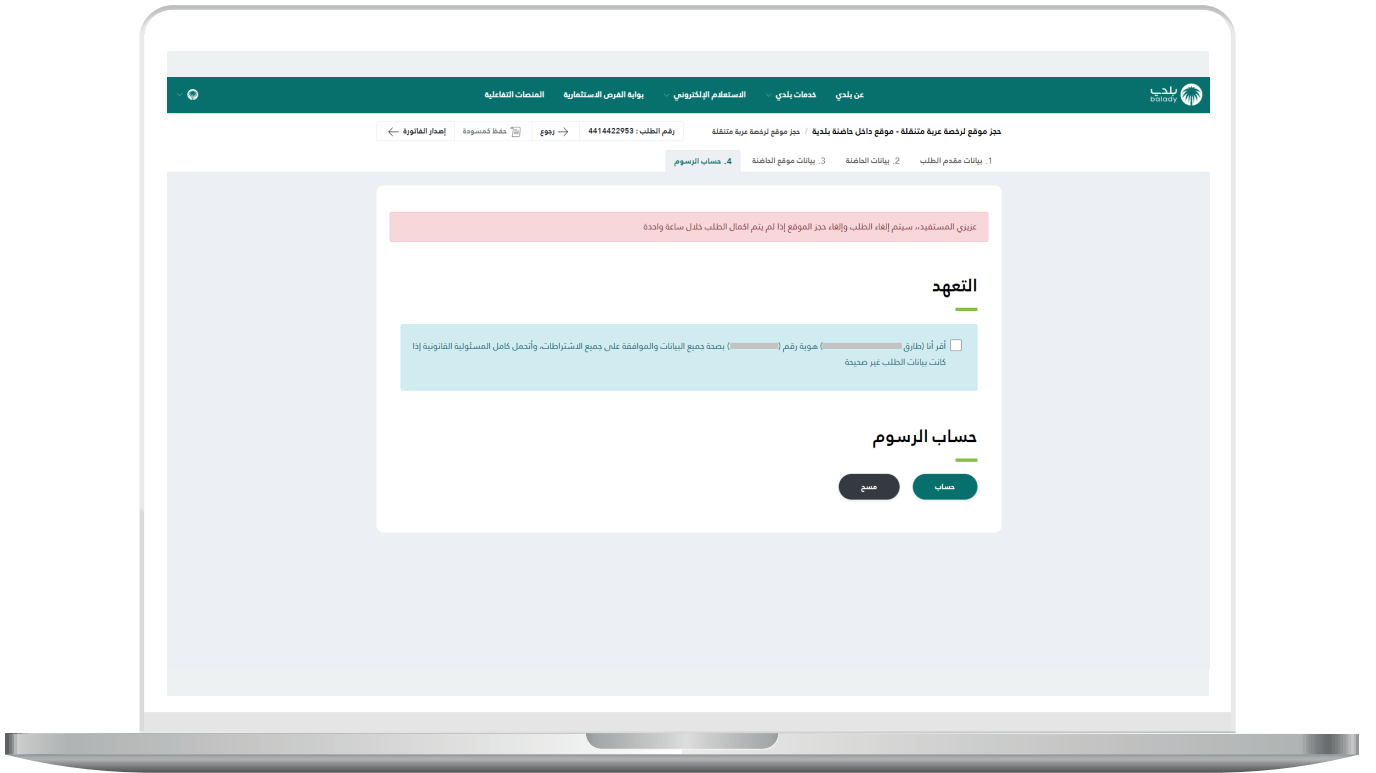 بلدي
balady
عن بلدي
خدمات بلدي
الاستعلام الإلكتروني
بوابة الفرص الاستثمارية
المنصات التفاعلية
حجز موقع لرخصة عربة متنقلة - موقع داخل حاضنة بلدية / حجز موقع لرخصة عربة متنقلة
رقم الطلب : 4414422953
رجوع
حفظ كمسودة
إصدار الفاتورة
1. بيانات مقدم الطلب
2. بيانات الحاضنة
3. بيانات موقع الحاضنة
4. حساب الرسوم
عزيزي المستفيد،، سيتم إلغاء الطلب وإلغاء حجز الموقع إذا لم يتم اكمال الطلب خلال ساعة واحدة
التعهد
أقر أنا (طارق ) هوية رقم ( ) بصحة جميع البيانات والموافقة على جميع الاشتراطات، وأتحمل كامل المسئولية القانونية إذا
كانت بيانات الطلب غير صحيحة
حساب الرسوم
حساب
مسح